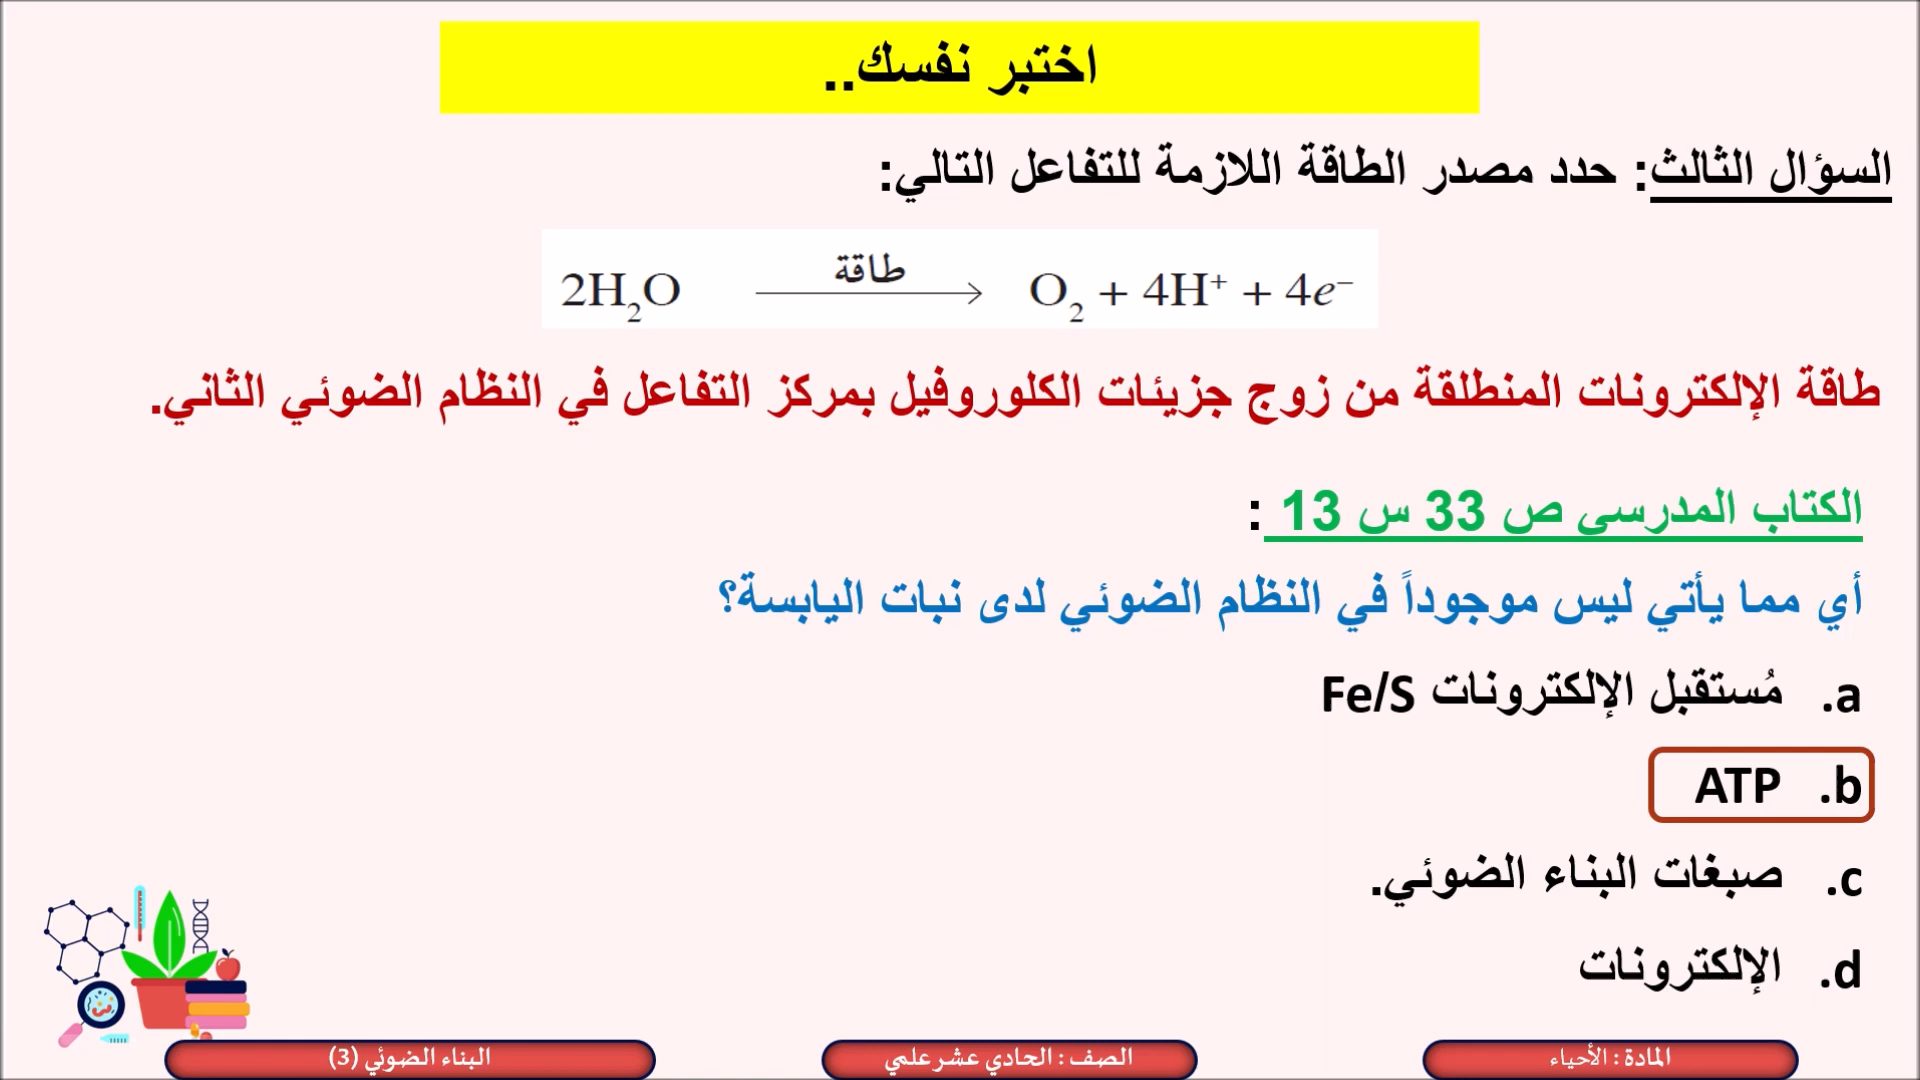 اختبر نفسك..
السؤال الثالث: حدد مصدر الطاقة اللازمة للتفاعل التالي:
2H₂O ⟶ طاقة O₂ + 4H⁺ + 4e⁻
طاقة الإلكترونات المنطلقة من زوج جزيئات الكلوروفيل بمركز التفاعل في النظام الضوئي الثاني.
الكتاب المدرسي ص 33 س 13 :
أي مما يأتي ليس موجوداً في النظام الضوئي لدى نبات اليابسة؟
a. مُستقبل الإلكترونات Fe/S
b. ATP
c. صبغات البناء الضوئي.
d. الإلكترونات
المادة : الأحياء
الصف : الحادي عشر علمي
البناء الضوئي (3)